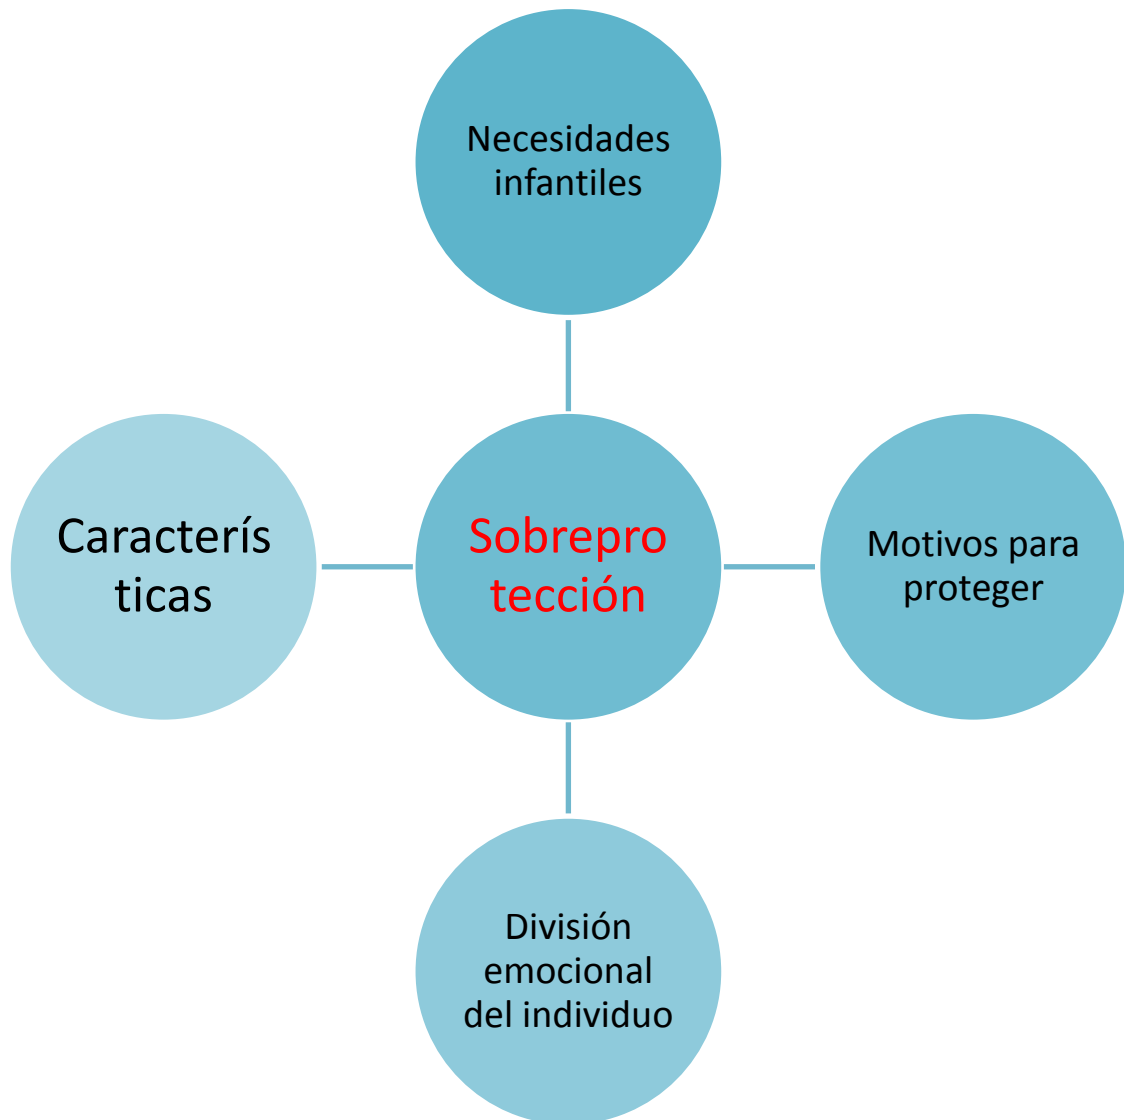 Necesidades
infantiles
Caracterís
ticas
Sobrepro
tección
Motivos para
proteger
División
emocional
del individuo